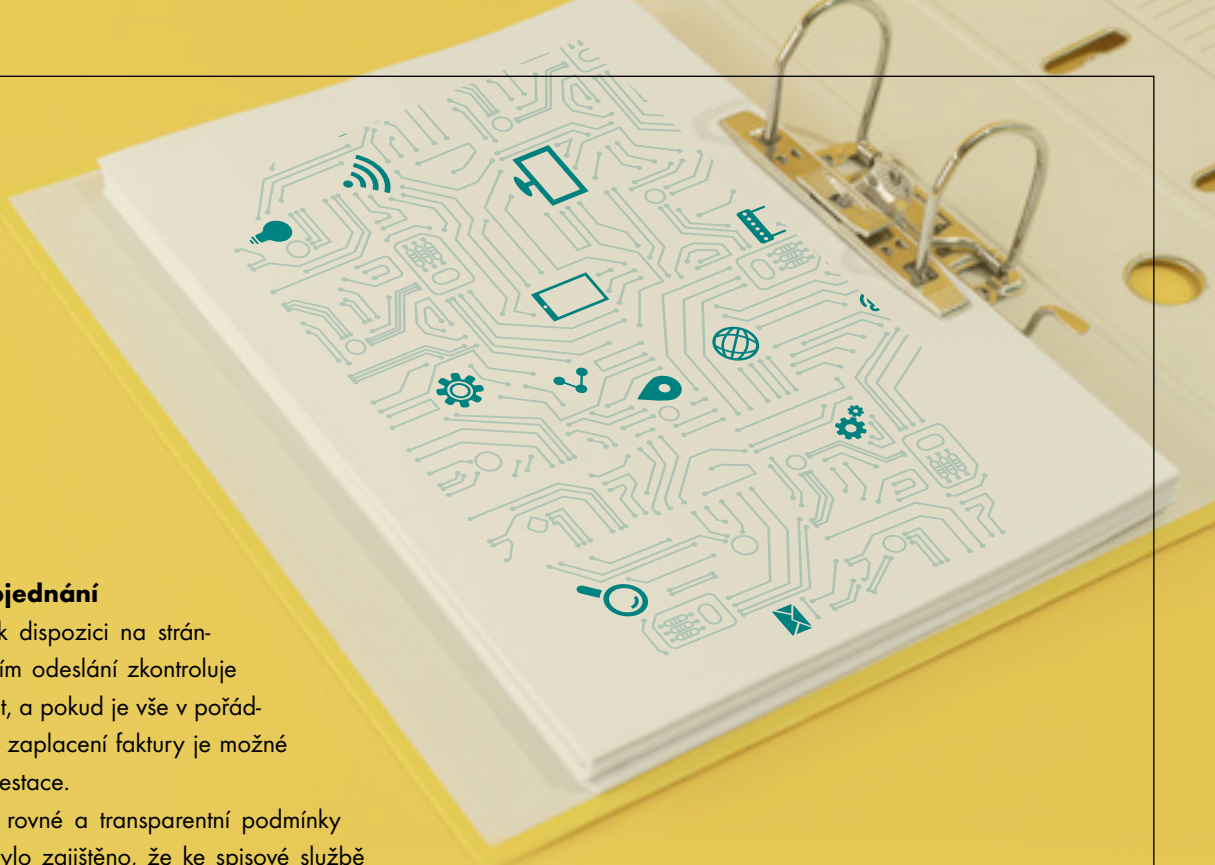 bjednání
k dispozici na strán-
ím odeslání zkontroluje
t, a pokud je vše v pořád-
zaplacení faktury je možné
estace.
rovné a transparentní podmínky
ylo zajištěno, že ke spisové službě